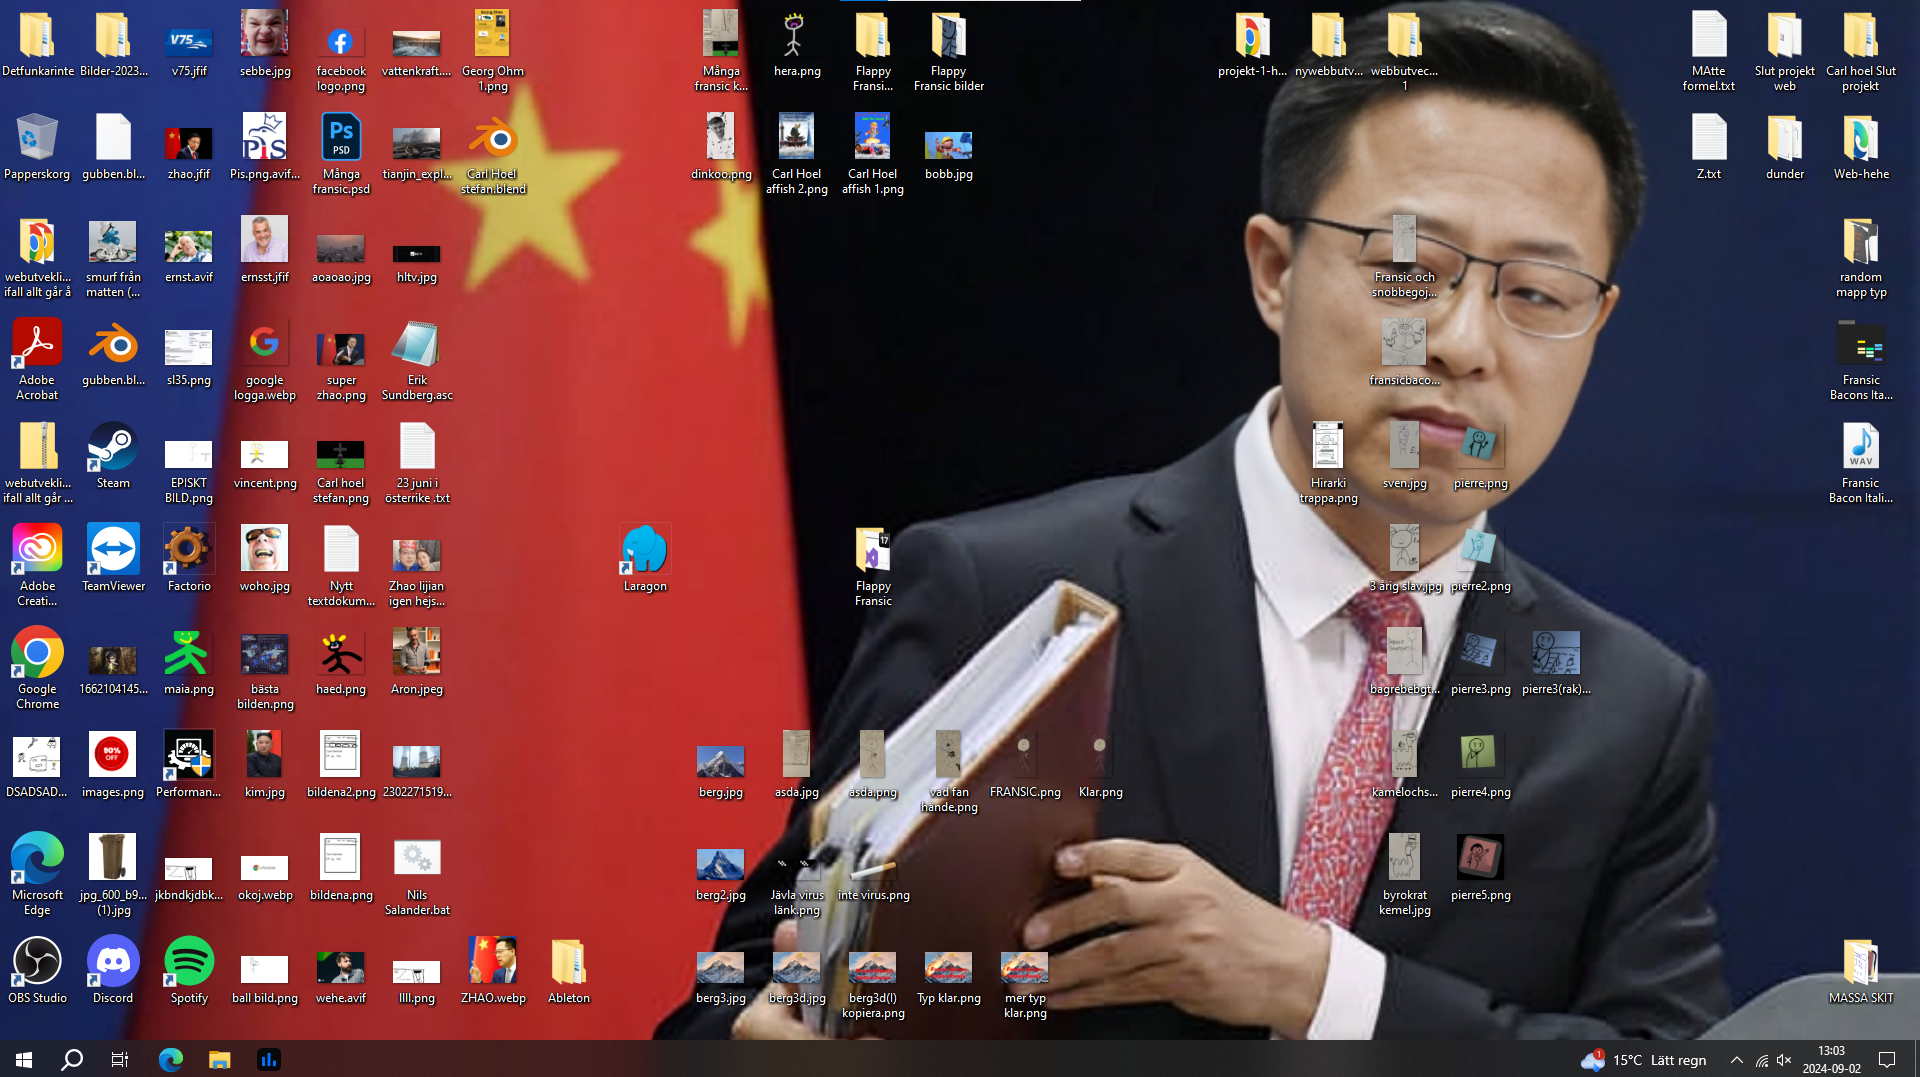 Detfunkarinte
Bilder-2023...
v75.jfif
sebbe.jpg
facebook
logo.png
vattenkraft....
Georg Ohm
1.png
Många
fransic k...
hera.png
Flappy
Fransi...
Flappy
Fransic bilder
projekt-1-h...
nywebbutv...
webbutvec...
1
MAtte
formel.txt
Slut projekt
web
Carl hoel Slut
projekt
Papperskorg
gubben.bl...
zhao.jfif
Pis.png.avif...
Många
fransic.psd
tianjin_expl...
Carl Hoel
stefan.blend
dinkoo.png
Carl Hoel
affish 2.png
Carl Hoel
affish 1.png
bobb.jpg
Z.txt
dunder
Web-hehe
webutvekli...
ifall allt går å
smurf från
matten (...
ernst.avif
ernsst.jfif
aoaoao.jpg
hltv.jpg
Fransic och
snobbegoj...
random
mapp typ
Adobe
Acrobat
gubben.bl...
sl35.png
google
logga.webp
super
zhao.png
Erik
Sundberg.asc
fransicbaco...
Fransic
Bacons Ita...
webutvekli...
ifall allt går ...
Steam
EPISKT
BILD.png
vincent.png
Carl hoel
stefan.png
23 juni i
österrike .txt
Hirarki
trappa.png
sven.jpg
pierre.png
WAV
Fransic
Bacon Itali...
Adobe
Creati...
TeamViewer
Factorio
woho.jpg
Nytt
textdokum...
Zhao lijian
igen hejs...
Laragon
Flappy
Fransic
3 årig slav.jpg
pierre2.png
Google
Chrome
1662104145...
maia.png
bästa
bilden.png
haed.png
Aron.jpeg
bagrebebgt...
pierre3.png
pierre3(rak)...
DSADSAD...
images.png
Performan...
kim.jpg
bildena2.png
2302271519...
berg.jpg
asda.jpg
asda.png
vad fan
hände.png
FRANSIC.png
Klar.png
kamelochs...
pierre4.png
Microsoft
Edge
jpg_600_b9...
(1).jpg
jkbndkjdbk...
okoj.webp
bildena.png
Nils
Salander.bat
berg2.jpg
Jävla virus
länk.png
inte virus.png
byrokrat
kemel.jpg
pierre5.png
OBS Studio
Discord
Spotify
ball bild.png
wehe.avif
llll.png
ZHAO.webp
Ableton
berg3.jpg
berg3d.jpg
berg3d(l)
kopiera.png
Typ klar.png
mer typ
klar.png
MASSA SKIT
V75
Ps
PSD
PiS
90%
OFF
17
1
15°C Lätt regn
13:03
2024-09-02